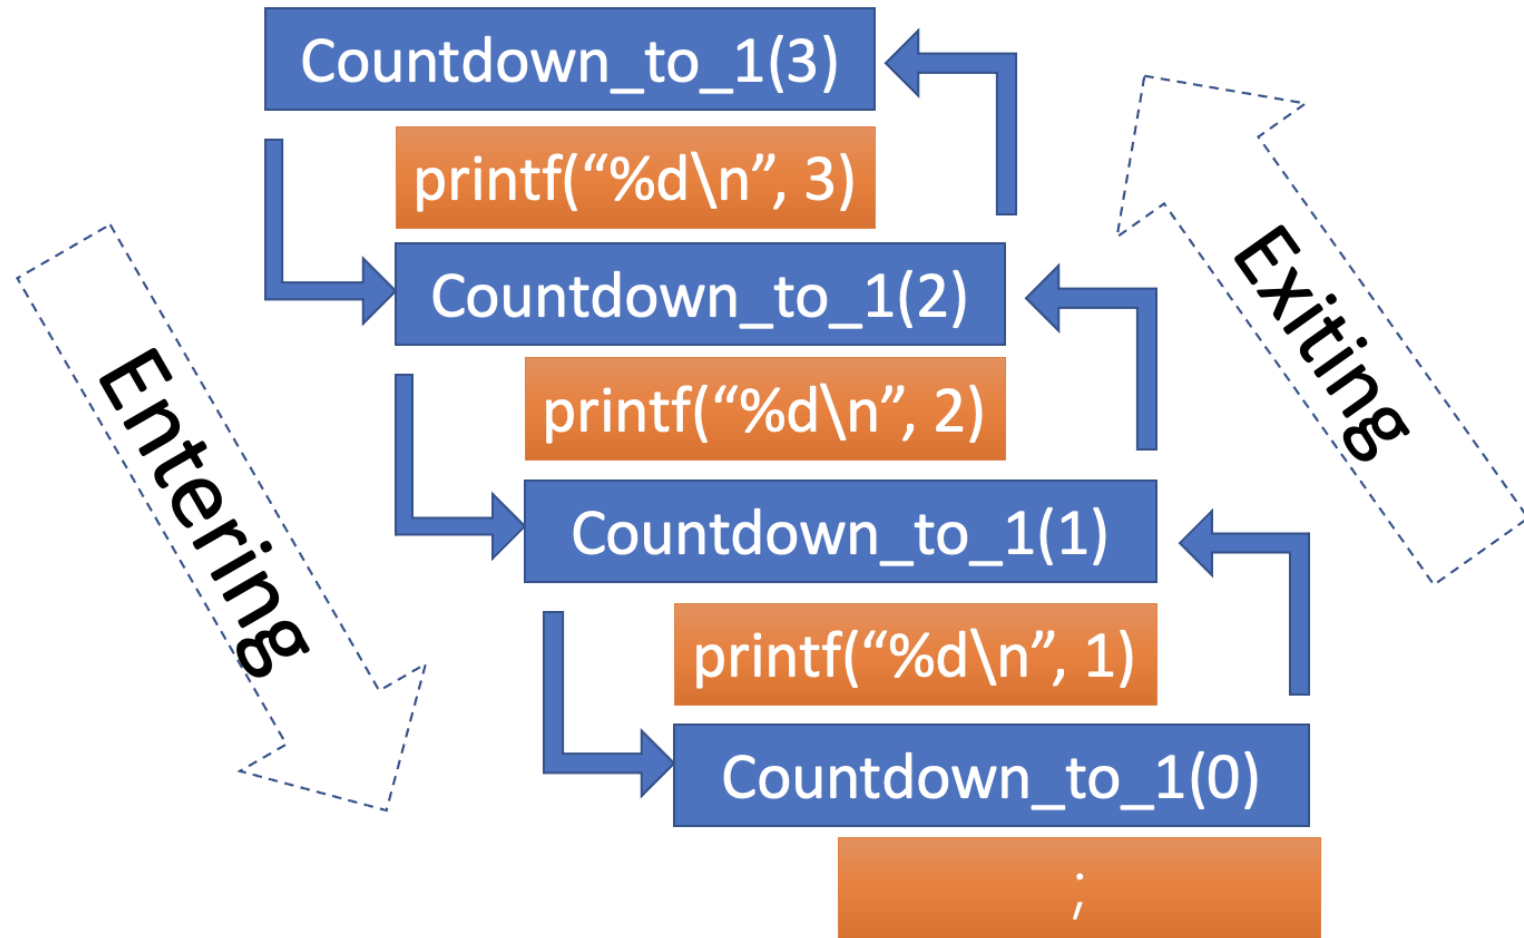 Countdown_to_1(3)
printf(“%d\n”, 3)
Countdown_to_1(2)
printf(“%d\n”, 2)
Countdown_to_1(1)
printf(“%d\n”, 1)
Countdown_to_1(0)
;
Entering
Exiting